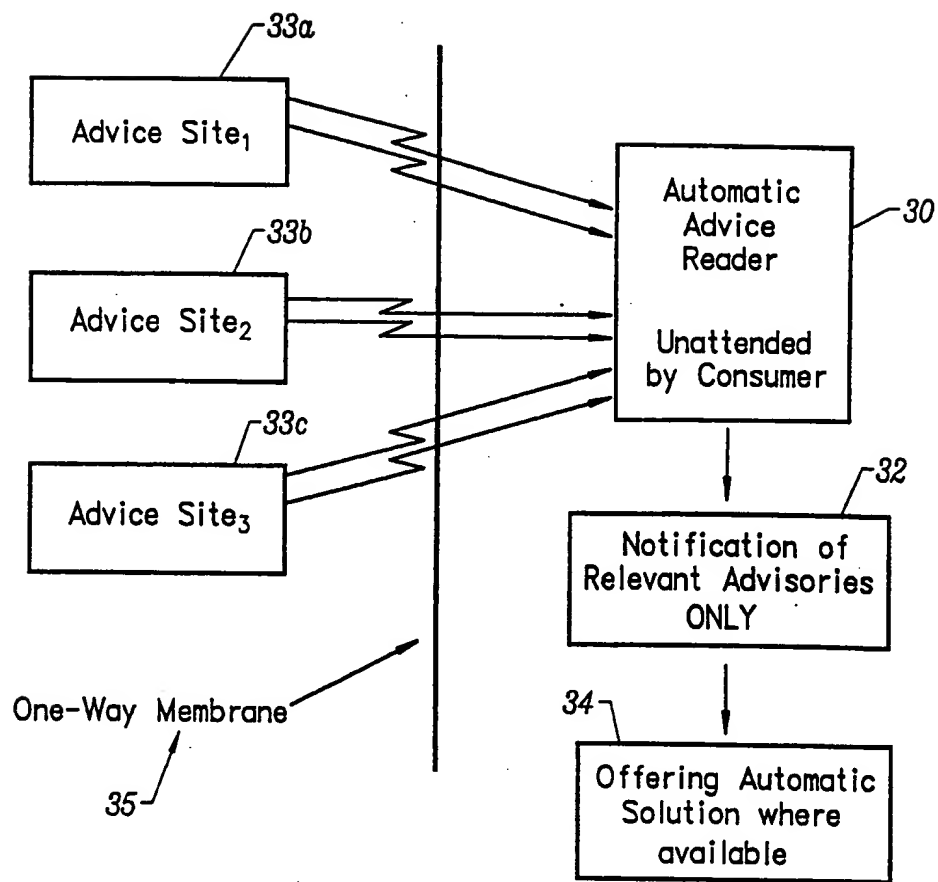 33a
Advice Site₁
33b
Advice Site₂
33c
Advice Site₃
One-Way Membrane
35
Automatic
Advice
Reader
Unattended
by Consumer
30
32
Notification of
Relevant Advisories
ONLY
34
Offering Automatic
Solution where
available